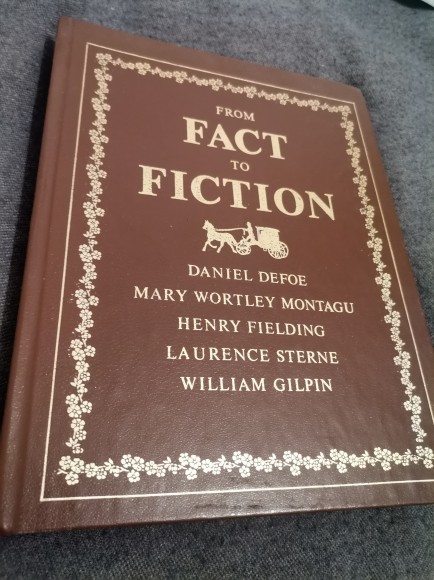 FROM
FACT
TO
FICTION
DANIEL DEFOE
MARY WORTLEY MONTAGU
HENRY FIELDING
LAURENCE STERNE
WILLIAM GILPIN